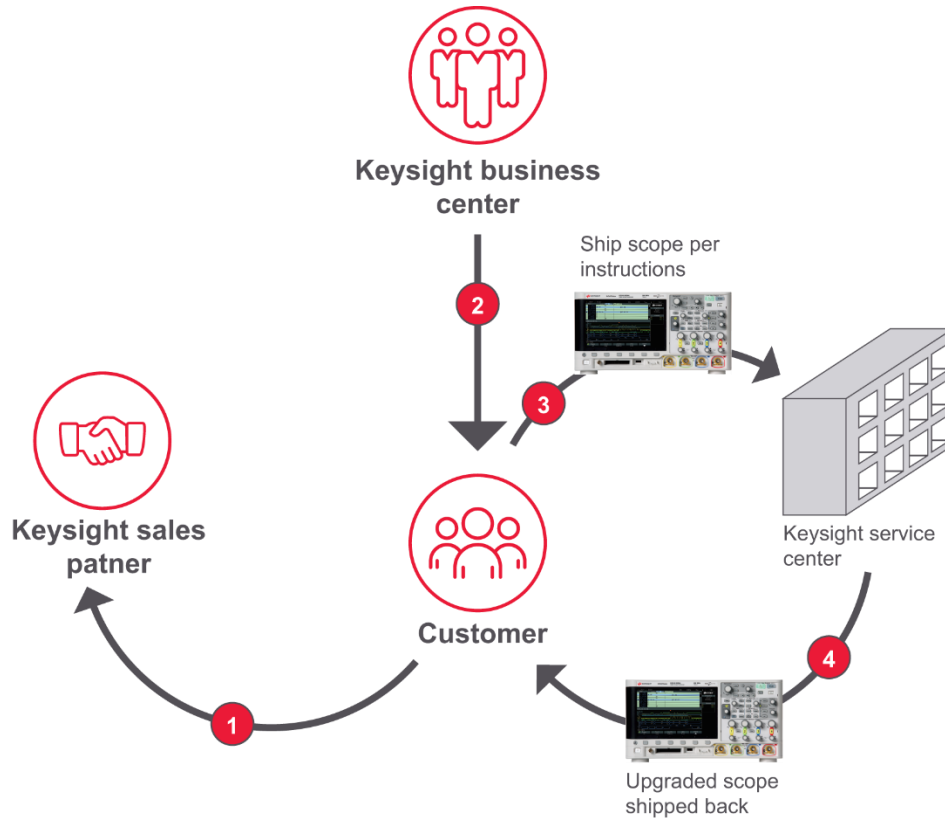 Keysight business
center
Ship scope per
instructions
2
3
Keysight sales
patner
Keysight service
center
Customer
4
1
Upgraded scope
shipped back